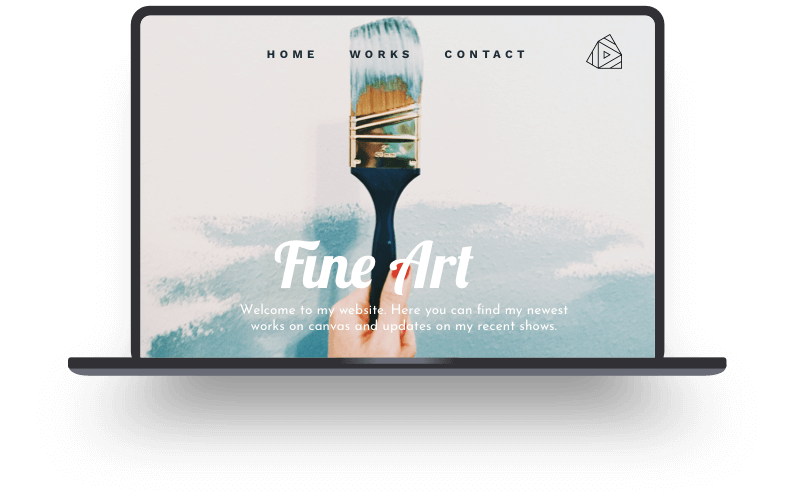 HOME WORKS CONTACT
Fine Art
Welcome to my website. Here you can find my newest
works on canvas and updates on my recent shows.